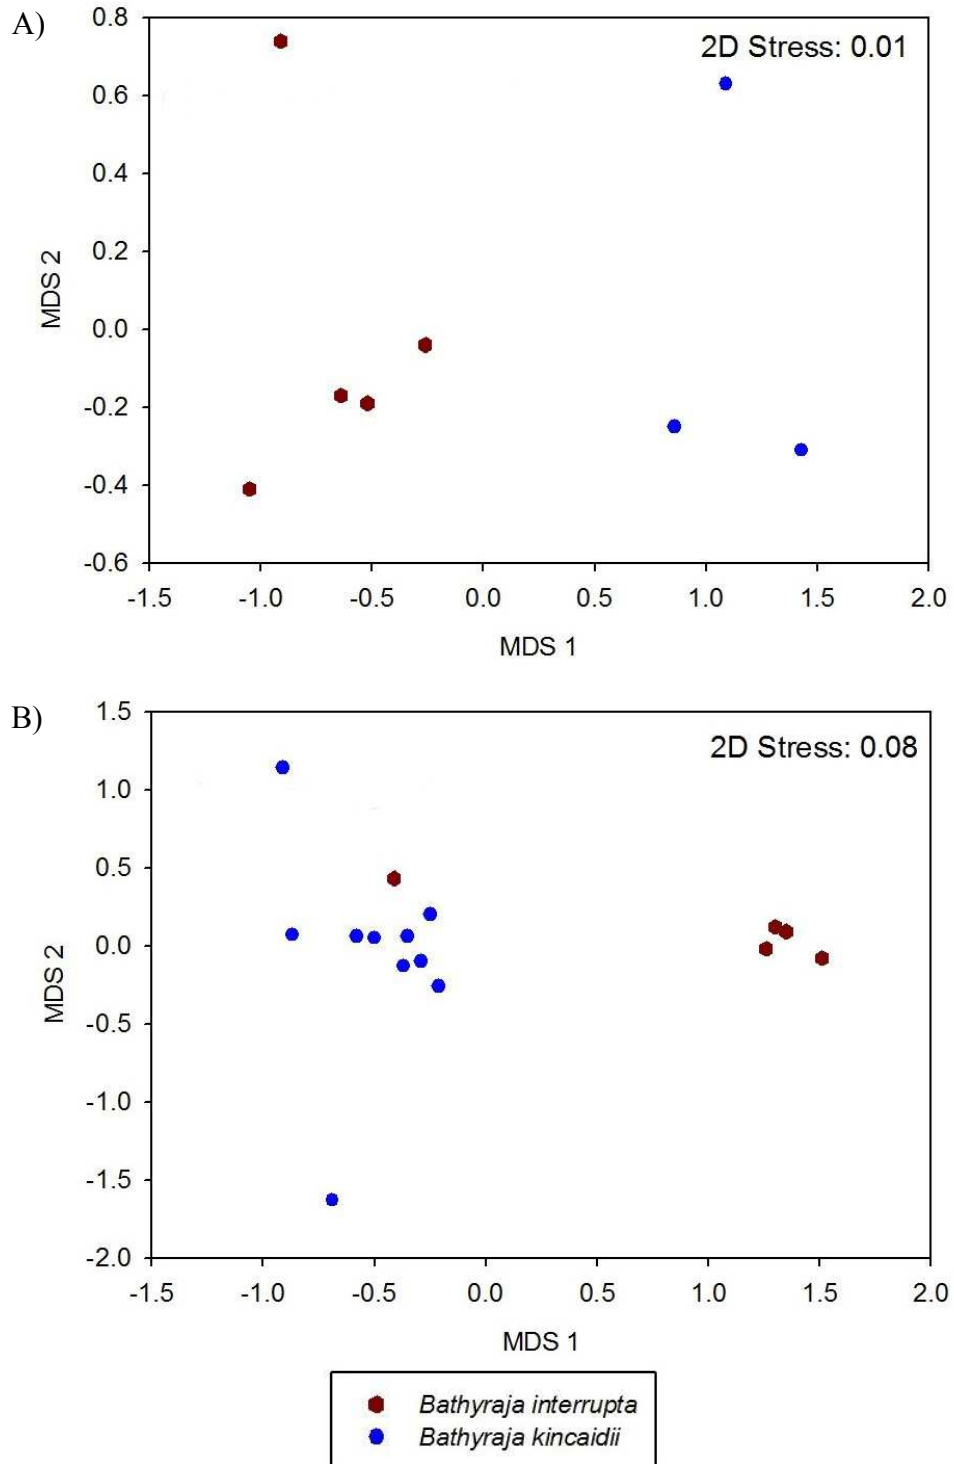 A)
2D Stress: 0.01
0.8
0.6
0.4
0.2
0.0
-0.2
-0.4
-0.6
MDS 2
-1.5 -1.0 -0.5 0.0 0.5 1.0 1.5 2.0
MDS 1
B)
2D Stress: 0.08
1.5
1.0
0.5
0.0
-0.5
-1.0
-1.5
-2.0
MDS 2
-1.5 -1.0 -0.5 0.0 0.5 1.0 1.5 2.0
MDS 1
Bathyraja interrupta
Bathyraja kincaidii